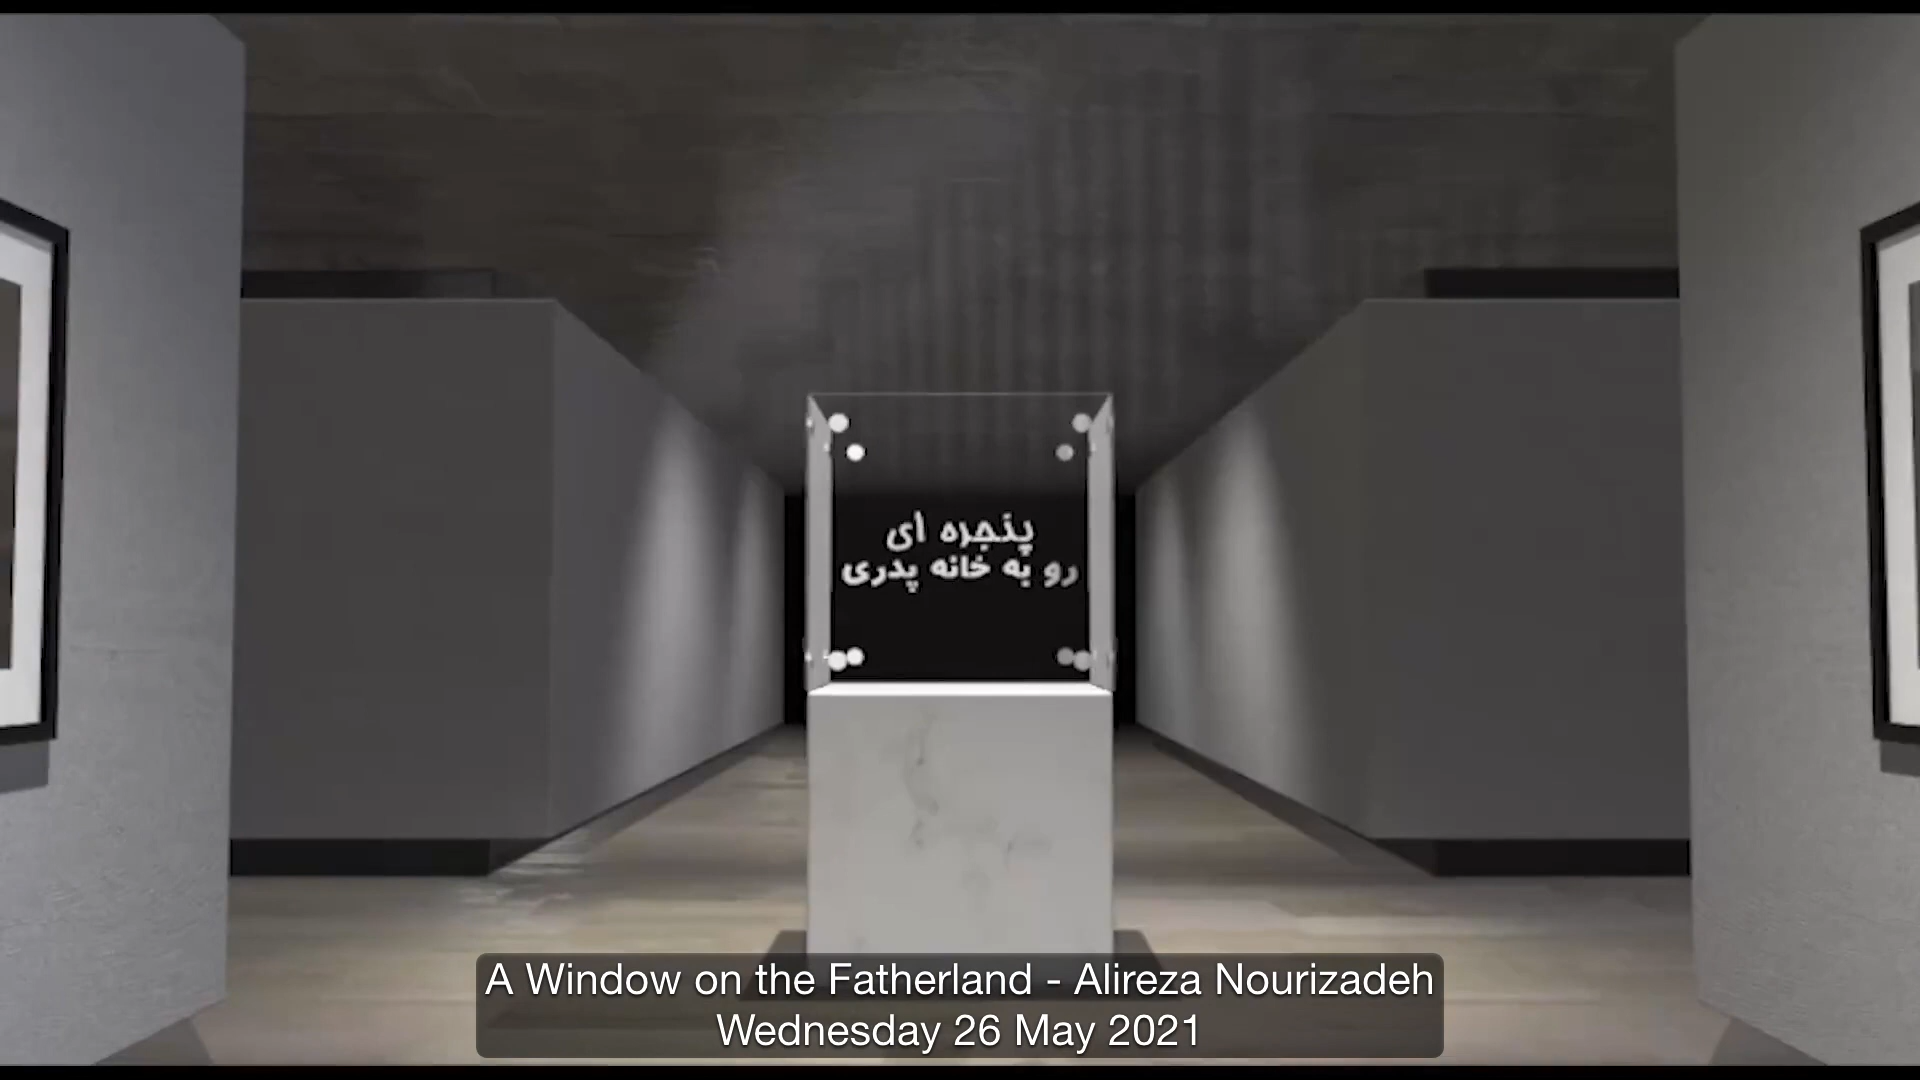 پنجره ای
رو به خانه پدری
A Window on the Fatherland - Alireza Nourizadeh
Wednesday 26 May 2021